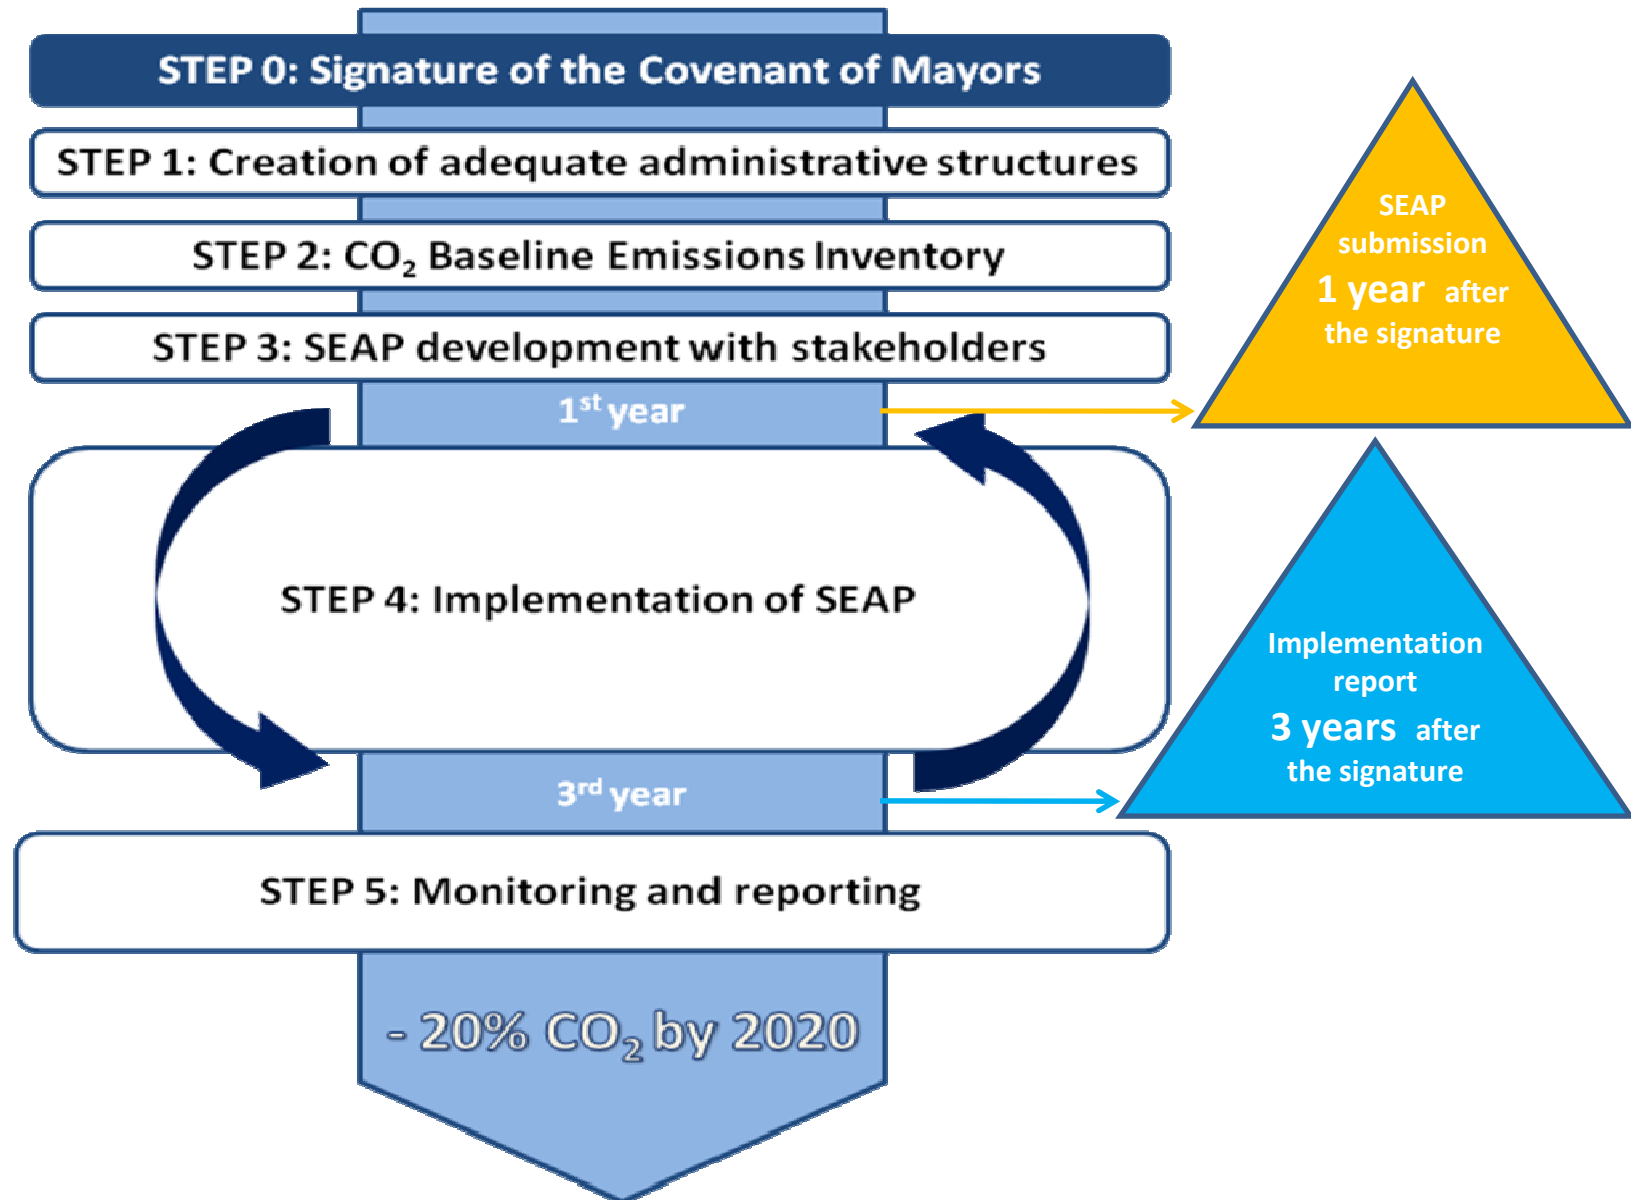 STEP 0: Signature of the Covenant of Mayors
STEP 1: Creation of adequate administrative structures
STEP 2: CO₂ Baseline Emissions Inventory
STEP 3: SEAP development with stakeholders
1st year
SEAP
submission
1 year after
the signature
STEP 4: Implementation of SEAP
3rd year
Implementation
report
3 years after
the signature
STEP 5: Monitoring and reporting
- 20% CO₂ by 2020